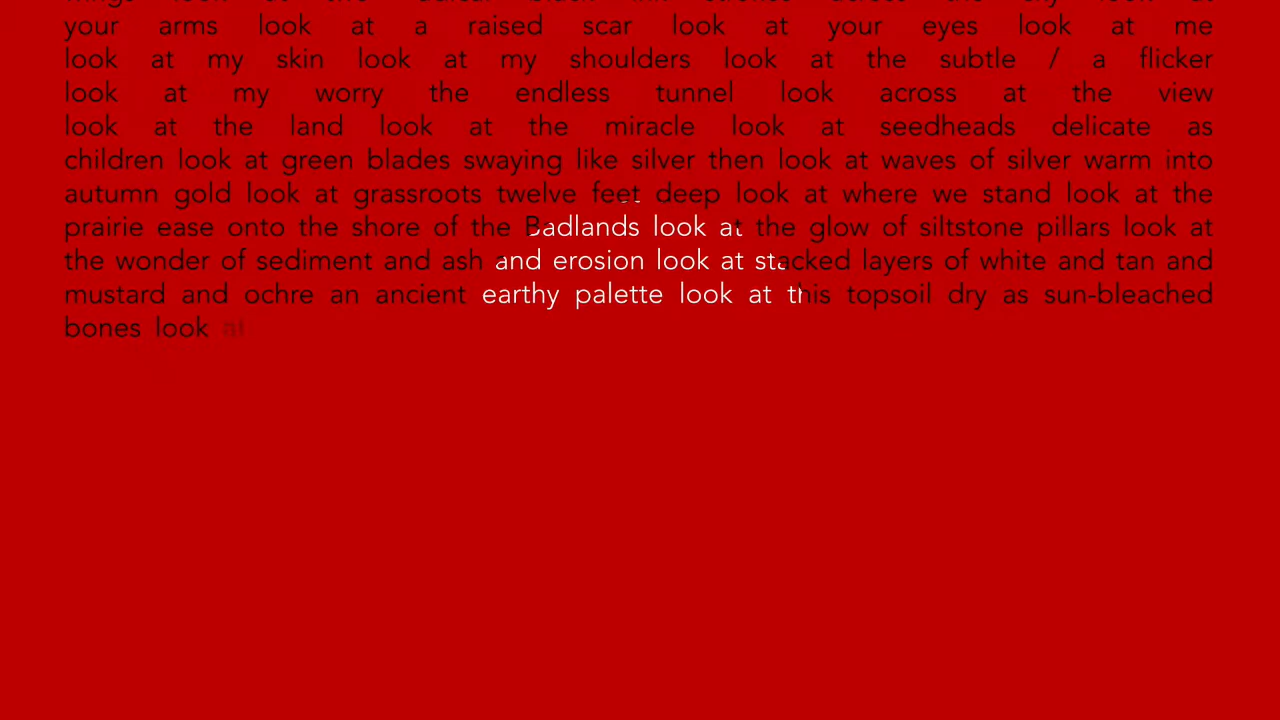 your arms look at a raised scar look at your eyes look at me
look at my skin look at my shoulders look at the subtle / a flicker
look at my worry the endless tunnel look across at the view
look at the land look at the miracle look at seedheads delicate as
children look at green blades swaying like silver then look at waves of silver warm into
autumn gold look at grassroots twelve feet deep look at where we stand look at the
prairie ease onto the shore of the Badlands look at the glow of siltstone pillars look at
the wonder of sediment and ash and erosion look at stacked layers of white and tan and
mustard and ochre an ancient earthy palette look at this topsoil dry as sun-bleached
bones look at